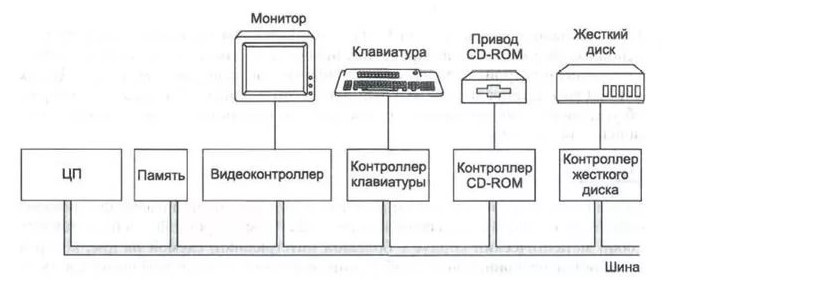 Монитор
Клавиатура
Привод
CD-ROM
Жесткий
диск
ЦП
Память
Видеоконтроллер
Контроллер
клавиатуры
Контроллер
CD-ROM
Контроллер
жесткого
диска
Шина